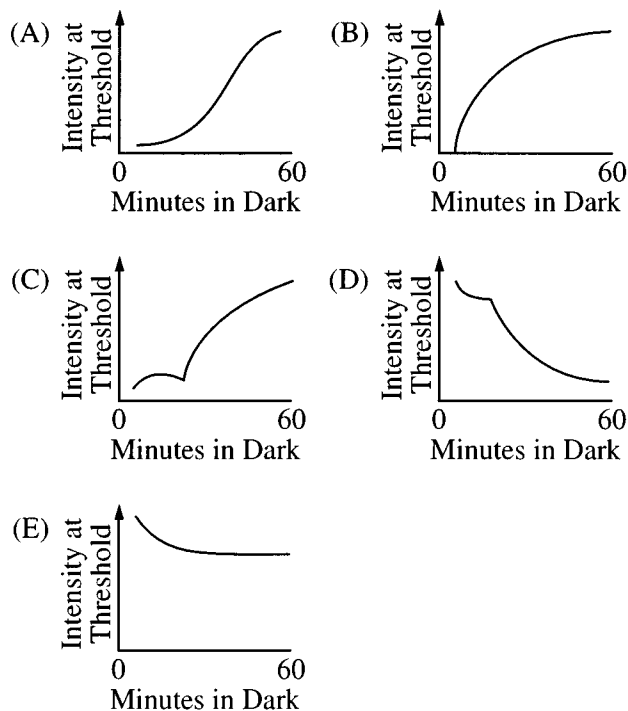 (A)
Intensity at
Threshold
0
60
Minutes in Dark
(B)
Intensity at
Threshold
0
60
Minutes in Dark
(C)
Intensity at
Threshold
0
60
Minutes in Dark
(D)
Intensity at
Threshold
0
60
Minutes in Dark
(E)
Intensity at
Threshold
0
60
Minutes in Dark